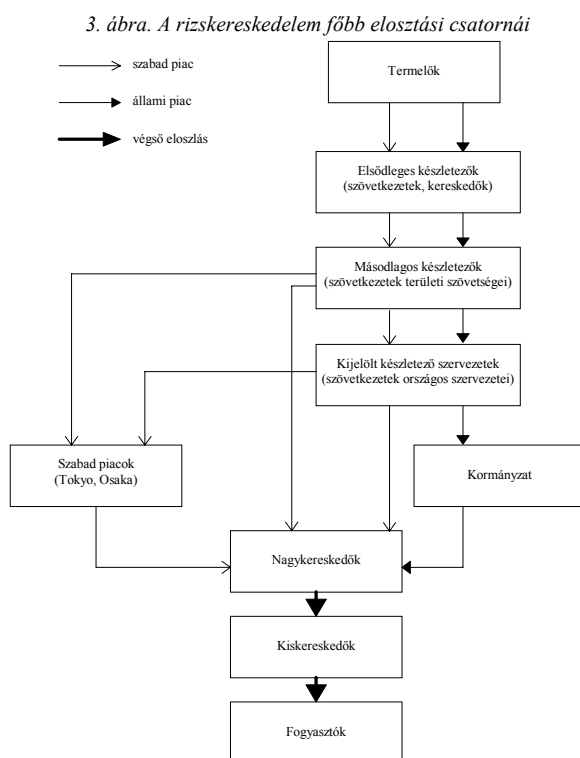 3. ábra. A rizskereskedelem főbb elosztási csatornái
szabad piac
állami piac
végső eloszlás
Termelők
Elsődleges készletezők
(szövetkezetek, kereskedők)
Másodlagos készletezők
(szövetkezetek területi szövetségei)
Kijelölt készletező szervezetek
(szövetkezetek országos szervezetei)
Szabad piacok
(Tokyo, Osaka)
Kormányzat
Nagykereskedők
Kiskereskedők
Fogyasztók